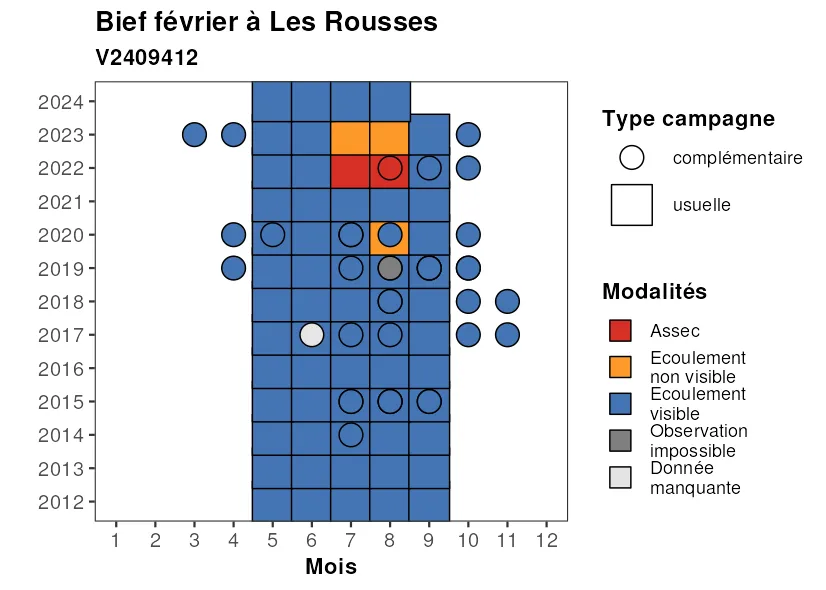 Bief février à Les Rousses
V2409412
2024
2023
2022
2021
2020
2019
2018
2017
2016
2015
2014
2013
2012
1 2 3 4 5 6 7 8 9 10 11 12
Mois
Type campagne
complémentaire
usuelle
Modalités
Assec
Ecoulement
non visible
Ecoulement
visible
Observation
impossible
Donnée
manquante